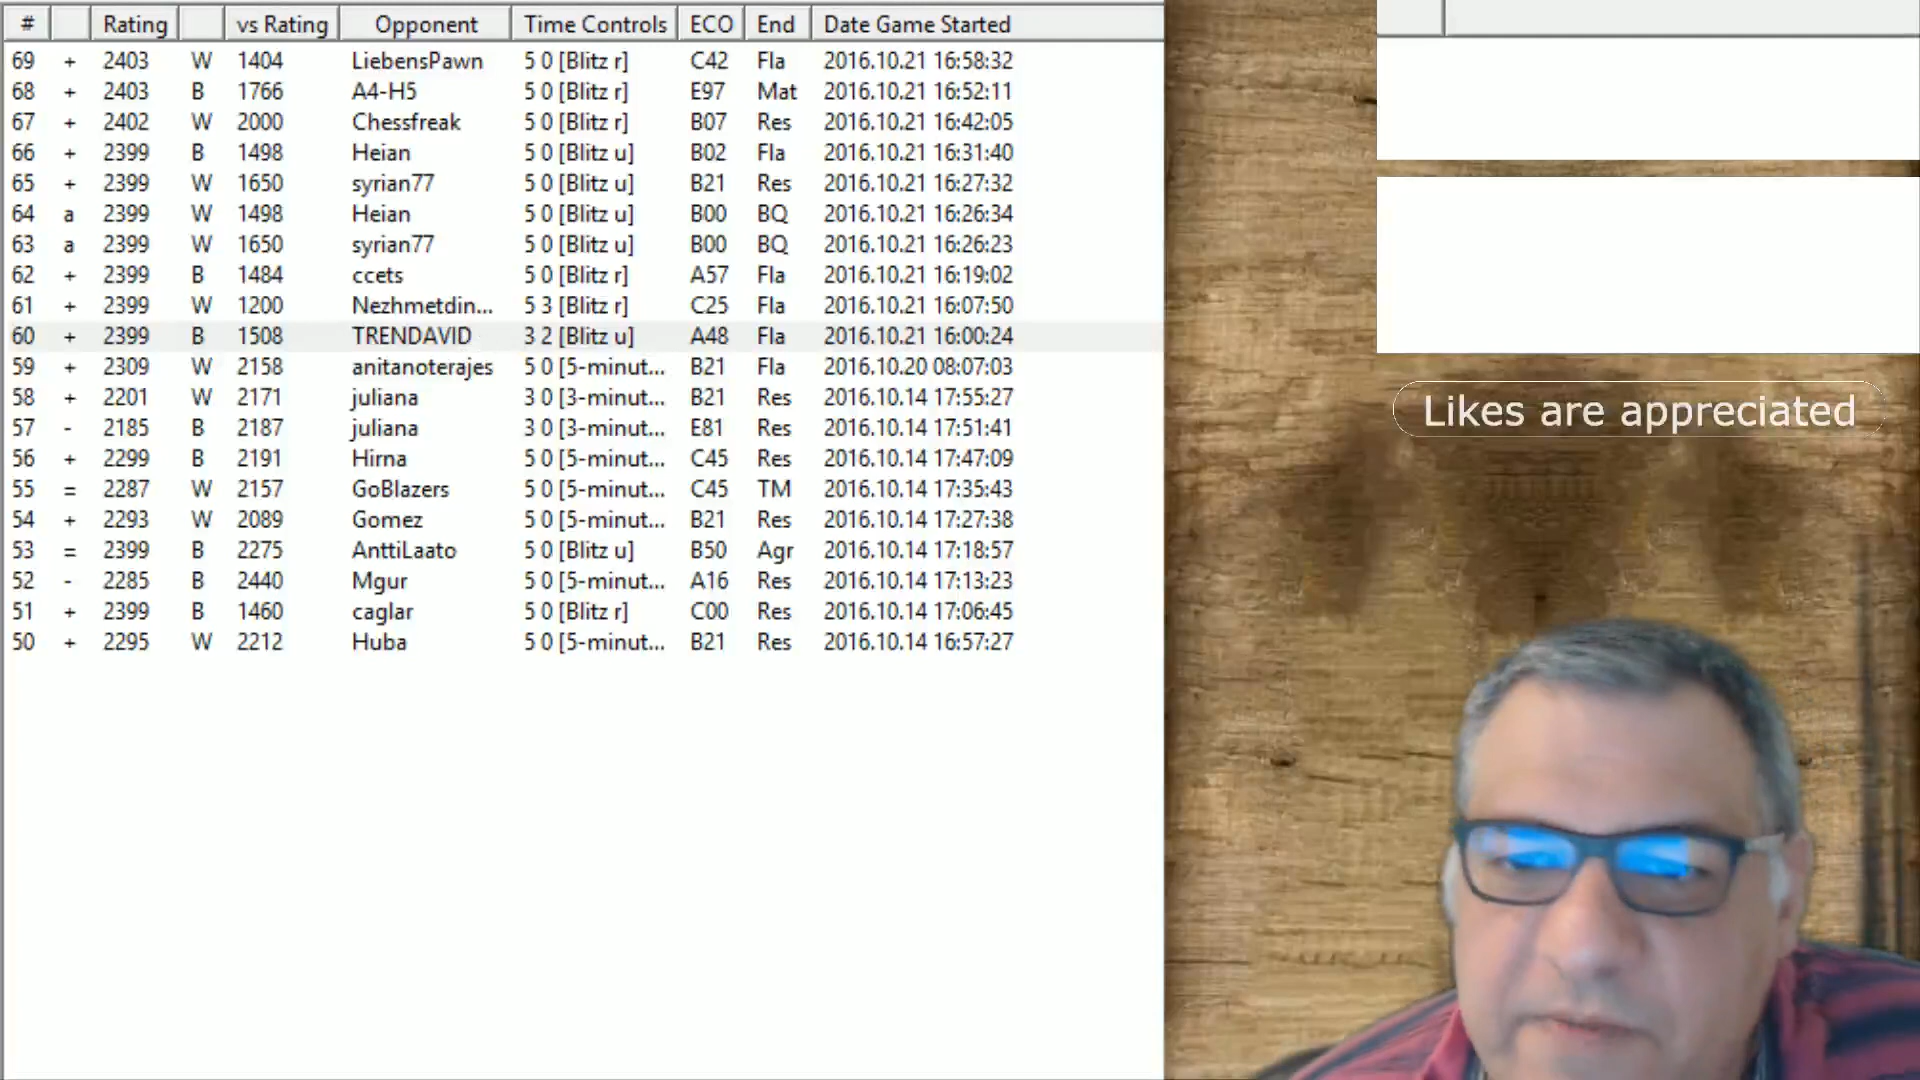 # Rating vs Rating Opponent Time Controls ECO End Date Game Started
69 + 2403 W 1404 LiebensPawn 5 0 [Blitz r] C42 Fla 2016.10.21 16:58:32
68 + 2403 B 1766 A4-H5 5 0 [Blitz r] E97 Mat 2016.10.21 16:52:11
67 + 2402 W 2000 Chessfreak 5 0 [Blitz r] B07 Res 2016.10.21 16:42:05
66 + 2399 B 1498 Heian 5 0 [Blitz u] B02 Fla 2016.10.21 16:31:40
65 + 2399 W 1650 syrian77 5 0 [Blitz u] B21 Res 2016.10.21 16:27:32
64 a 2399 W 1498 Heian 5 0 [Blitz u] B00 BQ 2016.10.21 16:26:34
63 a 2399 W 1650 syrian77 5 0 [Blitz u] B00 BQ 2016.10.21 16:26:23
62 + 2399 B 1484 ccets 5 0 [Blitz r] A57 Fla 2016.10.21 16:19:02
61 + 2399 W 1200 Nezhmetdin... 5 3 [Blitz r] C25 Fla 2016.10.21 16:07:50
60 + 2399 B 1508 TRENDAVID 3 2 [Blitz u] A48 Fla 2016.10.21 16:00:24
59 + 2309 W 2158 anitanoterajes 5 0 [5-minut... B21 Fla 2016.10.20 08:07:03
58 + 2201 W 2171 juliana 3 0 [3-minut... B21 Res 2016.10.14 17:55:27
57 - 2185 B 2187 juliana 3 0 [3-minut... E81 Res 2016.10.14 17:51:41
56 + 2299 B 2191 Hirna 5 0 [5-minut... C45 Res 2016.10.14 17:47:09
55 = 2287 W 2157 GoBlazers 5 0 [5-minut... C45 TM 2016.10.14 17:35:43
54 + 2293 W 2089 Gomez 5 0 [5-minut... B21 Res 2016.10.14 17:27:38
53 = 2399 B 2275 AnttiLaato 5 0 [Blitz u] B50 Agr 2016.10.14 17:18:57
52 - 2285 B 2440 Mgur 5 0 [5-minut... A16 Res 2016.10.14 17:13:23
51 + 2399 B 1460 caglar 5 0 [Blitz r] C00 Res 2016.10.14 17:06:45
50 + 2295 W 2212 Huba 5 0 [5-minut... B21 Res 2016.10.14 16:57:27
Likes are appreciated